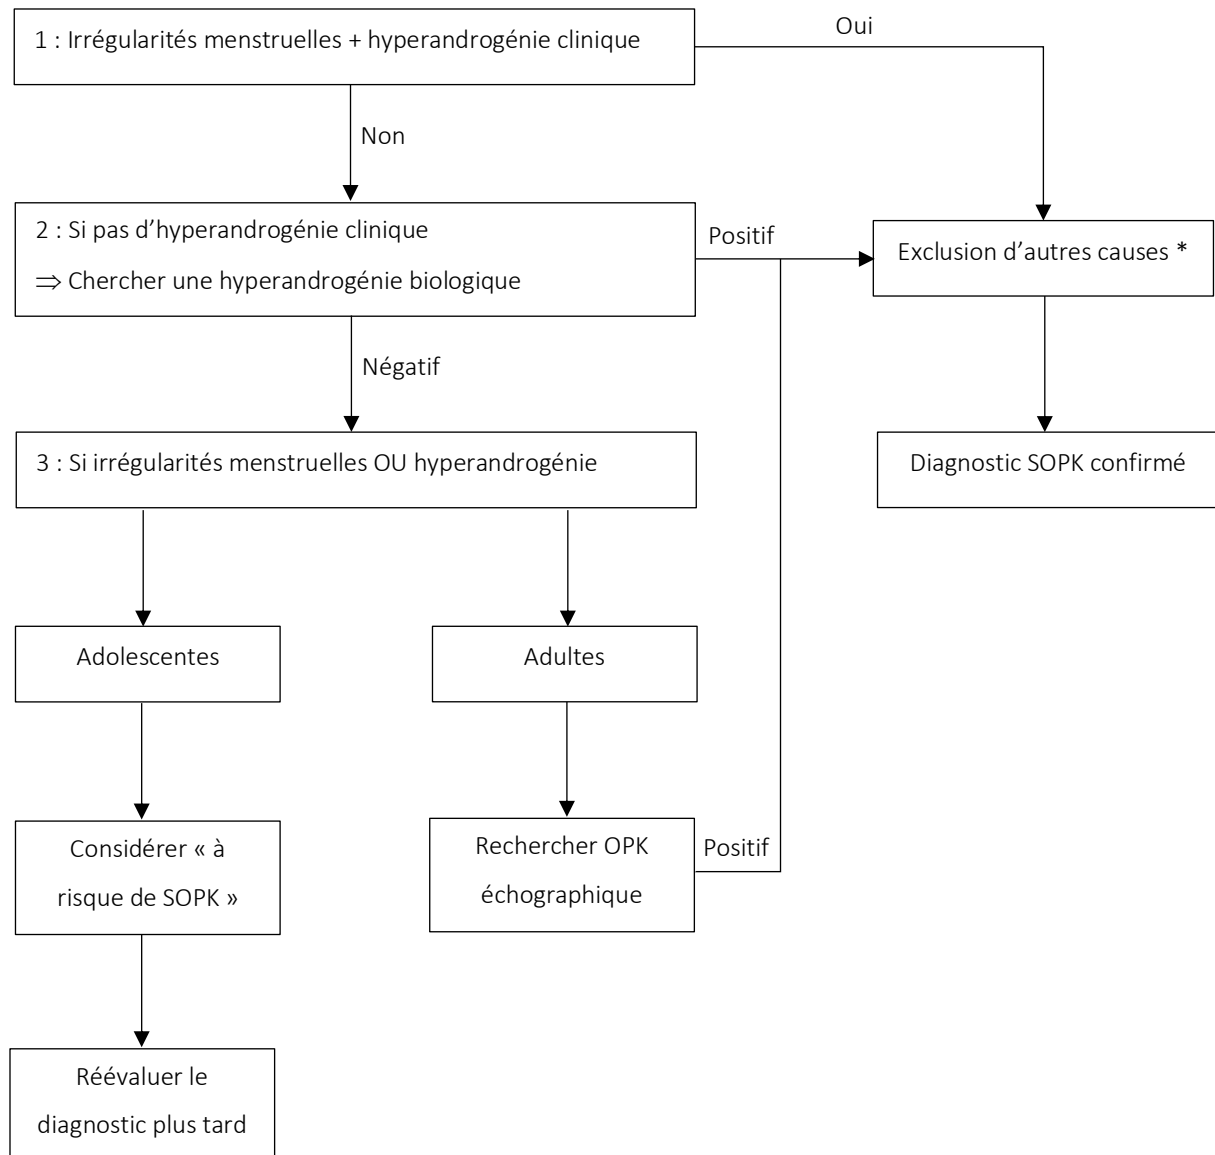 1 : Irrégularités menstruelles + hyperandrogénie clinique
Oui
Non
2 : Si pas d’hyperandrogénie clinique
⇒ Chercher une hyperandrogénie biologique
Positif
Exclusion d’autres causes *
Négatif
3 : Si irrégularités menstruelles OU hyperandrogénie
Diagnostic SOPK confirmé
Adolescentes
Adultes
Considérer « à
risque de SOPK »
Rechercher OPK
échographique
Positif
Réévaluer le
diagnostic plus tard